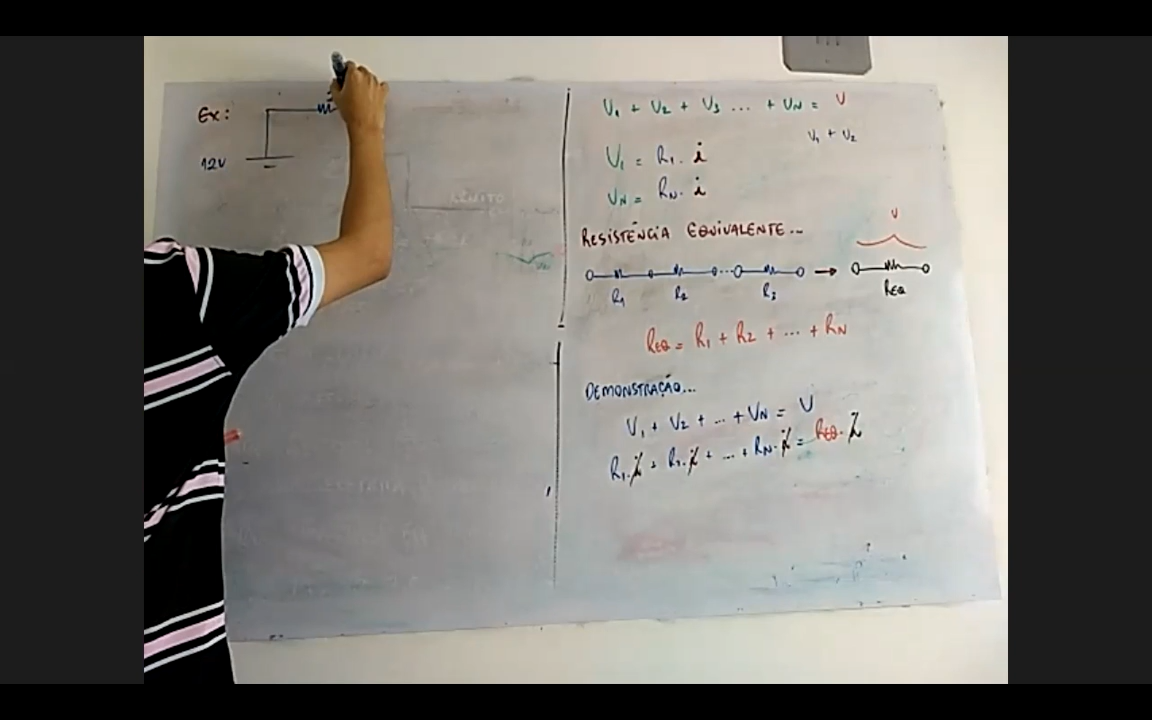 Ex:
12V
V1 + V2 + V3 ... + VN = V
V1 + V2
V1 = R1 . i
VN = RN . i
RESISTÊNCIA EQUIVALENTE...
V
R1 R2 R3 REQ
REQ = R1 + R2 + ... + RN
DEMONSTRAÇÃO...
V1 + V2 + ... + VN = V
R1.i + R2.i + ... + RN.i = REQ.i